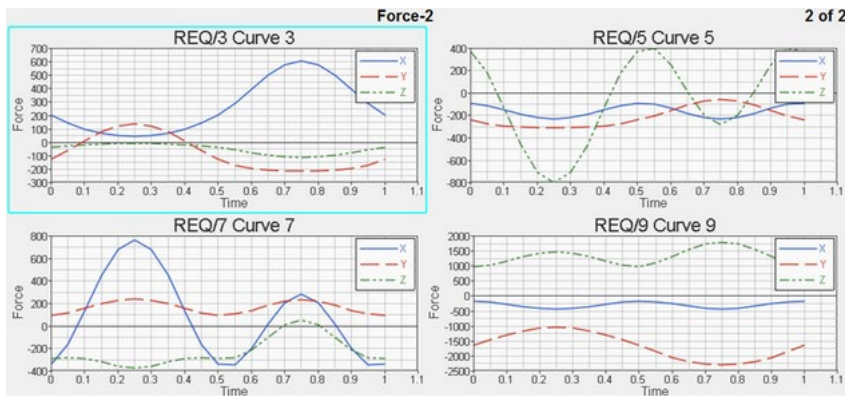 Force-2
2 of 2
REQ/3 Curve 3
700
600
500
400
300
200
100
0
-100
-200
-300
Force
X
Y
Z
0 0.1 0.2 0.3 0.4 0.5 0.6 0.7 0.8 0.9 1 1.1
Time
REQ/5 Curve 5
400
200
0
-200
-400
-600
-800
Force
X
Y
Z
0 0.1 0.2 0.3 0.4 0.5 0.6 0.7 0.8 0.9 1 1.1
Time
REQ/7 Curve 7
800
600
400
200
0
-200
-400
Force
X
Y
Z
0 0.1 0.2 0.3 0.4 0.5 0.6 0.7 0.8 0.9 1 1.1
Time
REQ/9 Curve 9
2000
1500
1000
500
0
-500
-1000
-1500
-2000
-2500
Force
X
Y
Z
0 0.1 0.2 0.3 0.4 0.5 0.6 0.7 0.8 0.9 1 1.1
Time